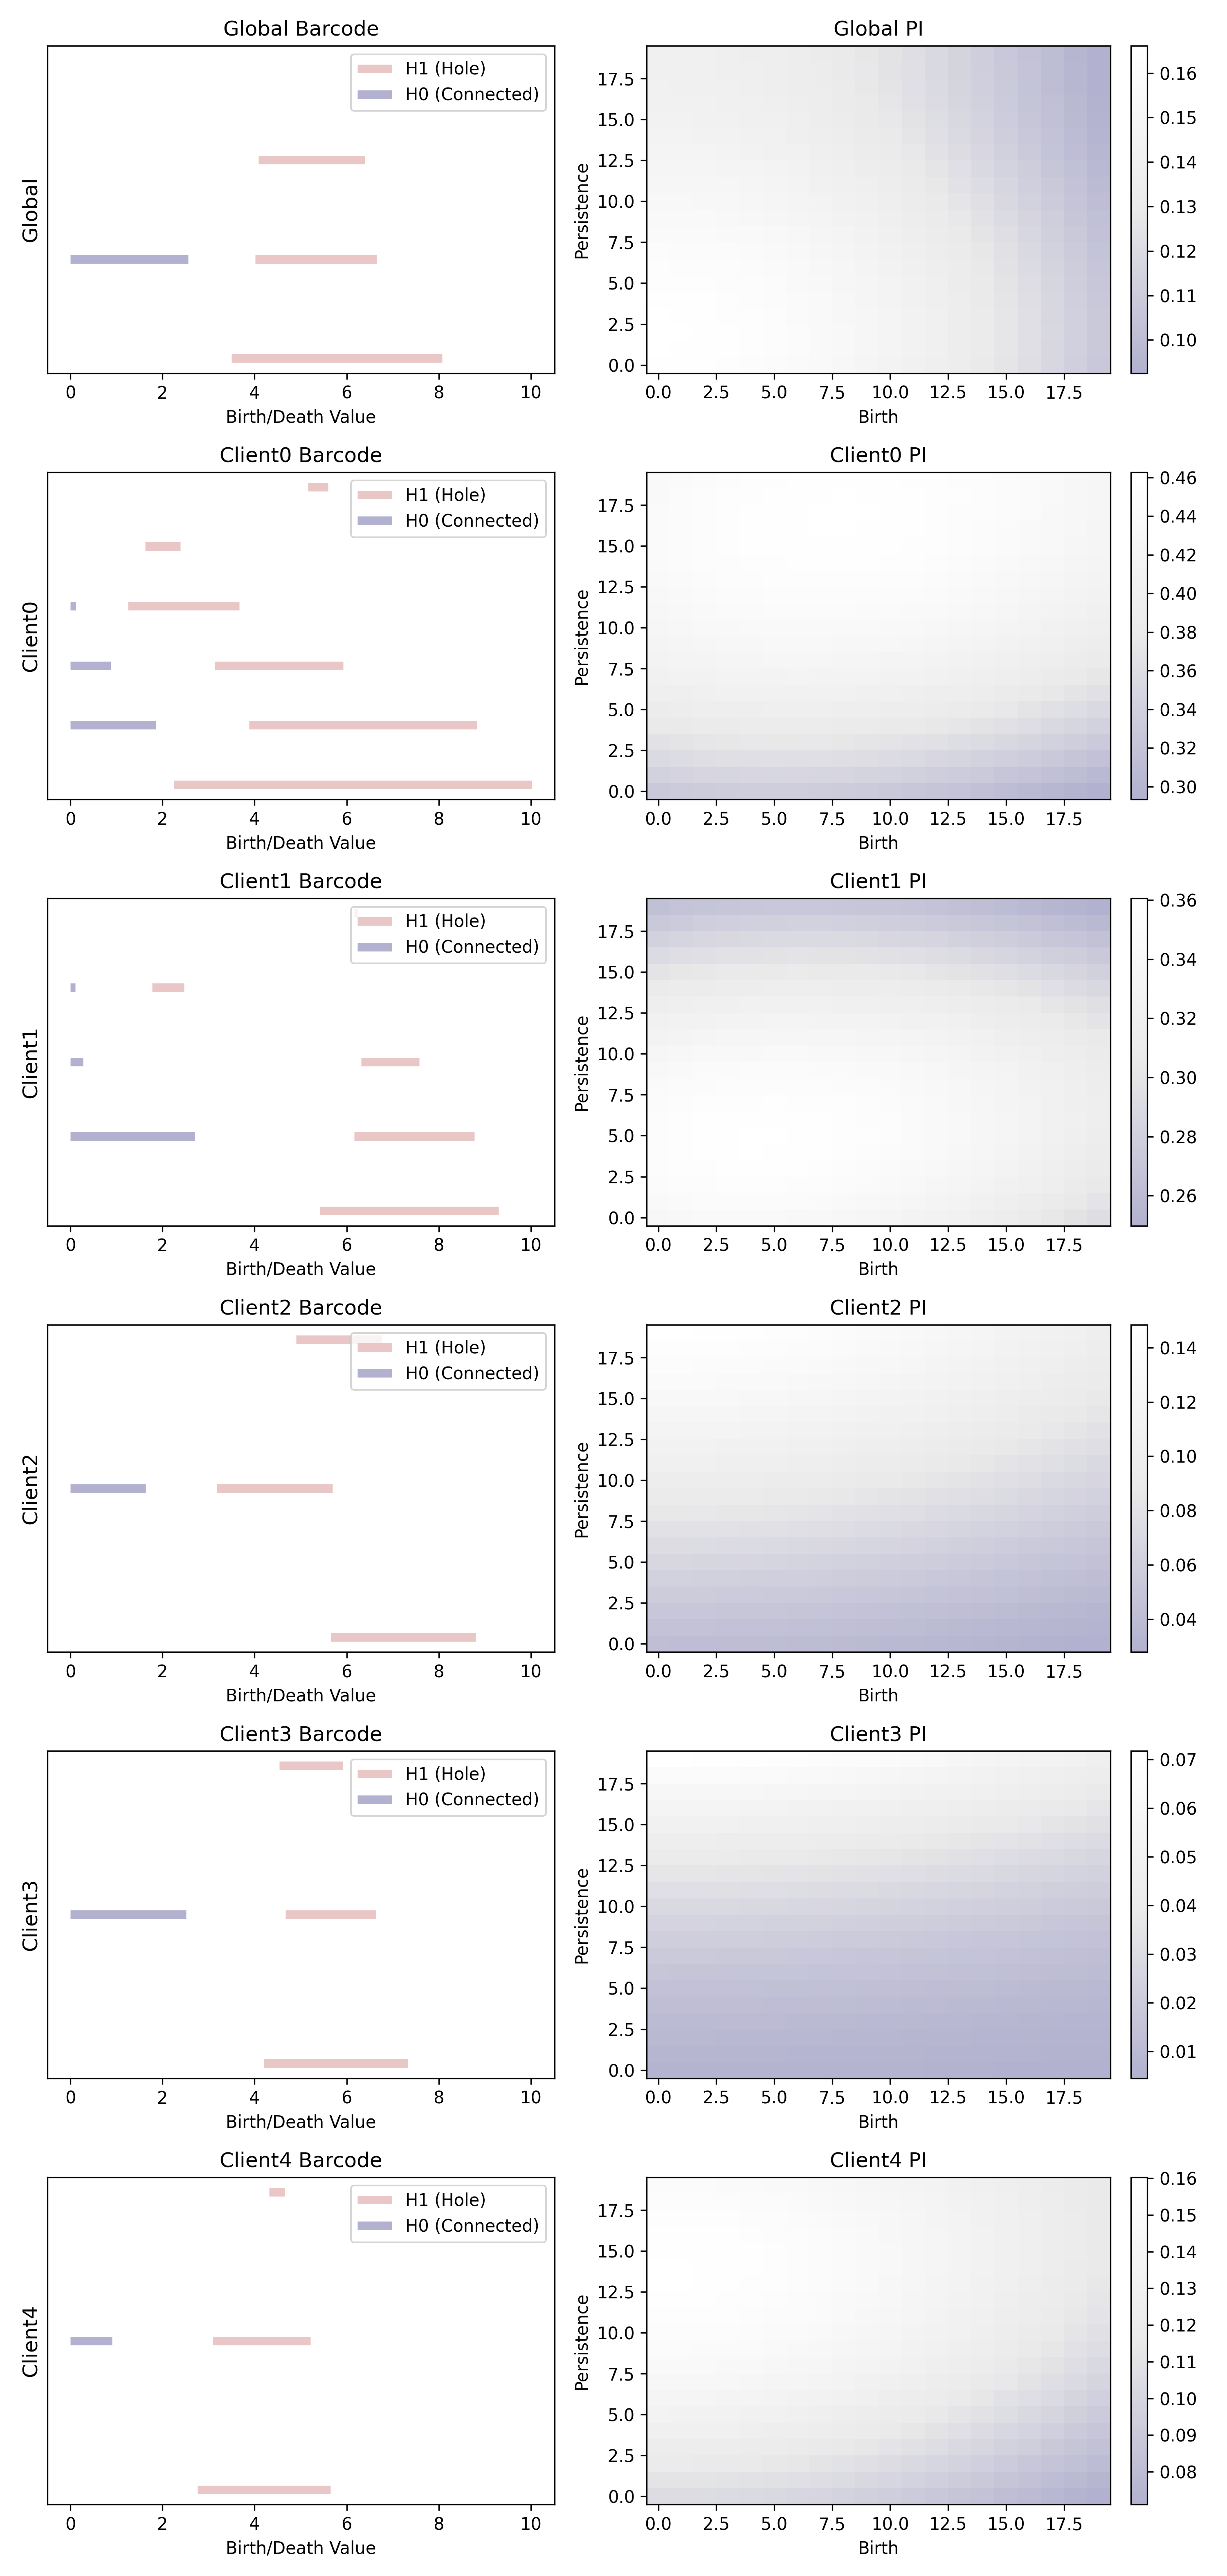 Global Barcode
Global
H1 (Hole)
H0 (Connected)
0 2 4 6 8 10
Birth/Death Value
Global PI
Persistence
17.5
15.0
12.5
10.0
7.5
5.0
2.5
0.0
0.0 2.5 5.0 7.5 10.0 12.5 15.0 17.5
Birth
0.16
0.15
0.14
0.13
0.12
0.11
0.10
Client0 Barcode
Client0
H1 (Hole)
H0 (Connected)
0 2 4 6 8 10
Birth/Death Value
Client0 PI
Persistence
17.5
15.0
12.5
10.0
7.5
5.0
2.5
0.0
0.0 2.5 5.0 7.5 10.0 12.5 15.0 17.5
Birth
0.46
0.44
0.42
0.40
0.38
0.36
0.34
0.32
0.30
Client1 Barcode
Client1
H1 (Hole)
H0 (Connected)
0 2 4 6 8 10
Birth/Death Value
Client1 PI
Persistence
17.5
15.0
12.5
10.0
7.5
5.0
2.5
0.0
0.0 2.5 5.0 7.5 10.0 12.5 15.0 17.5
Birth
0.36
0.34
0.32
0.30
0.28
0.26
Client2 Barcode
Client2
H1 (Hole)
H0 (Connected)
0 2 4 6 8 10
Birth/Death Value
Client2 PI
Persistence
17.5
15.0
12.5
10.0
7.5
5.0
2.5
0.0
0.0 2.5 5.0 7.5 10.0 12.5 15.0 17.5
Birth
0.14
0.12
0.10
0.08
0.06
0.04
Client3 Barcode
Client3
H1 (Hole)
H0 (Connected)
0 2 4 6 8 10
Birth/Death Value
Client3 PI
Persistence
17.5
15.0
12.5
10.0
7.5
5.0
2.5
0.0
0.0 2.5 5.0 7.5 10.0 12.5 15.0 17.5
Birth
0.07
0.06
0.05
0.04
0.03
0.02
0.01
Client4 Barcode
Client4
H1 (Hole)
H0 (Connected)
0 2 4 6 8 10
Birth/Death Value
Client4 PI
Persistence
17.5
15.0
12.5
10.0
7.5
5.0
2.5
0.0
0.0 2.5 5.0 7.5 10.0 12.5 15.0 17.5
Birth
0.16
0.15
0.14
0.13
0.12
0.11
0.10
0.09
0.08